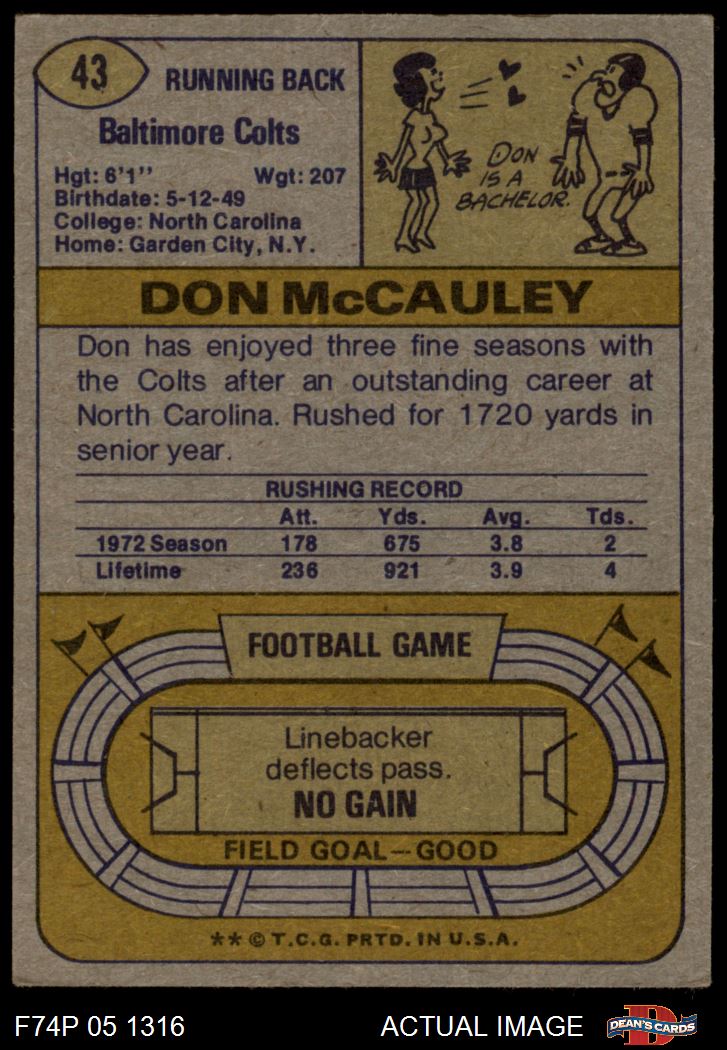 43
RUNNING BACK
Baltimore Colts
Hgt: 6'1'' Wgt: 207
Birthdate: 5-12-49
College: North Carolina
Home: Garden City, N.Y.
DON
IS A
BACHELOR.
DON McCAULEY
Don has enjoyed three fine seasons with
the Colts after an outstanding career at
North Carolina. Rushed for 1720 yards in
senior year.
RUSHING RECORD
Att. Yds. Avg. Tds.
1972 Season 178 675 3.8 2
Lifetime 236 921 3.9 4
FOOTBALL GAME
Linebacker
deflects pass.
NO GAIN
FIELD GOAL—GOOD
** © T.C.G. PRTD. IN U.S.A.
F74P 05 1316 ACTUAL IMAGE
D
DEAN'S CARDS